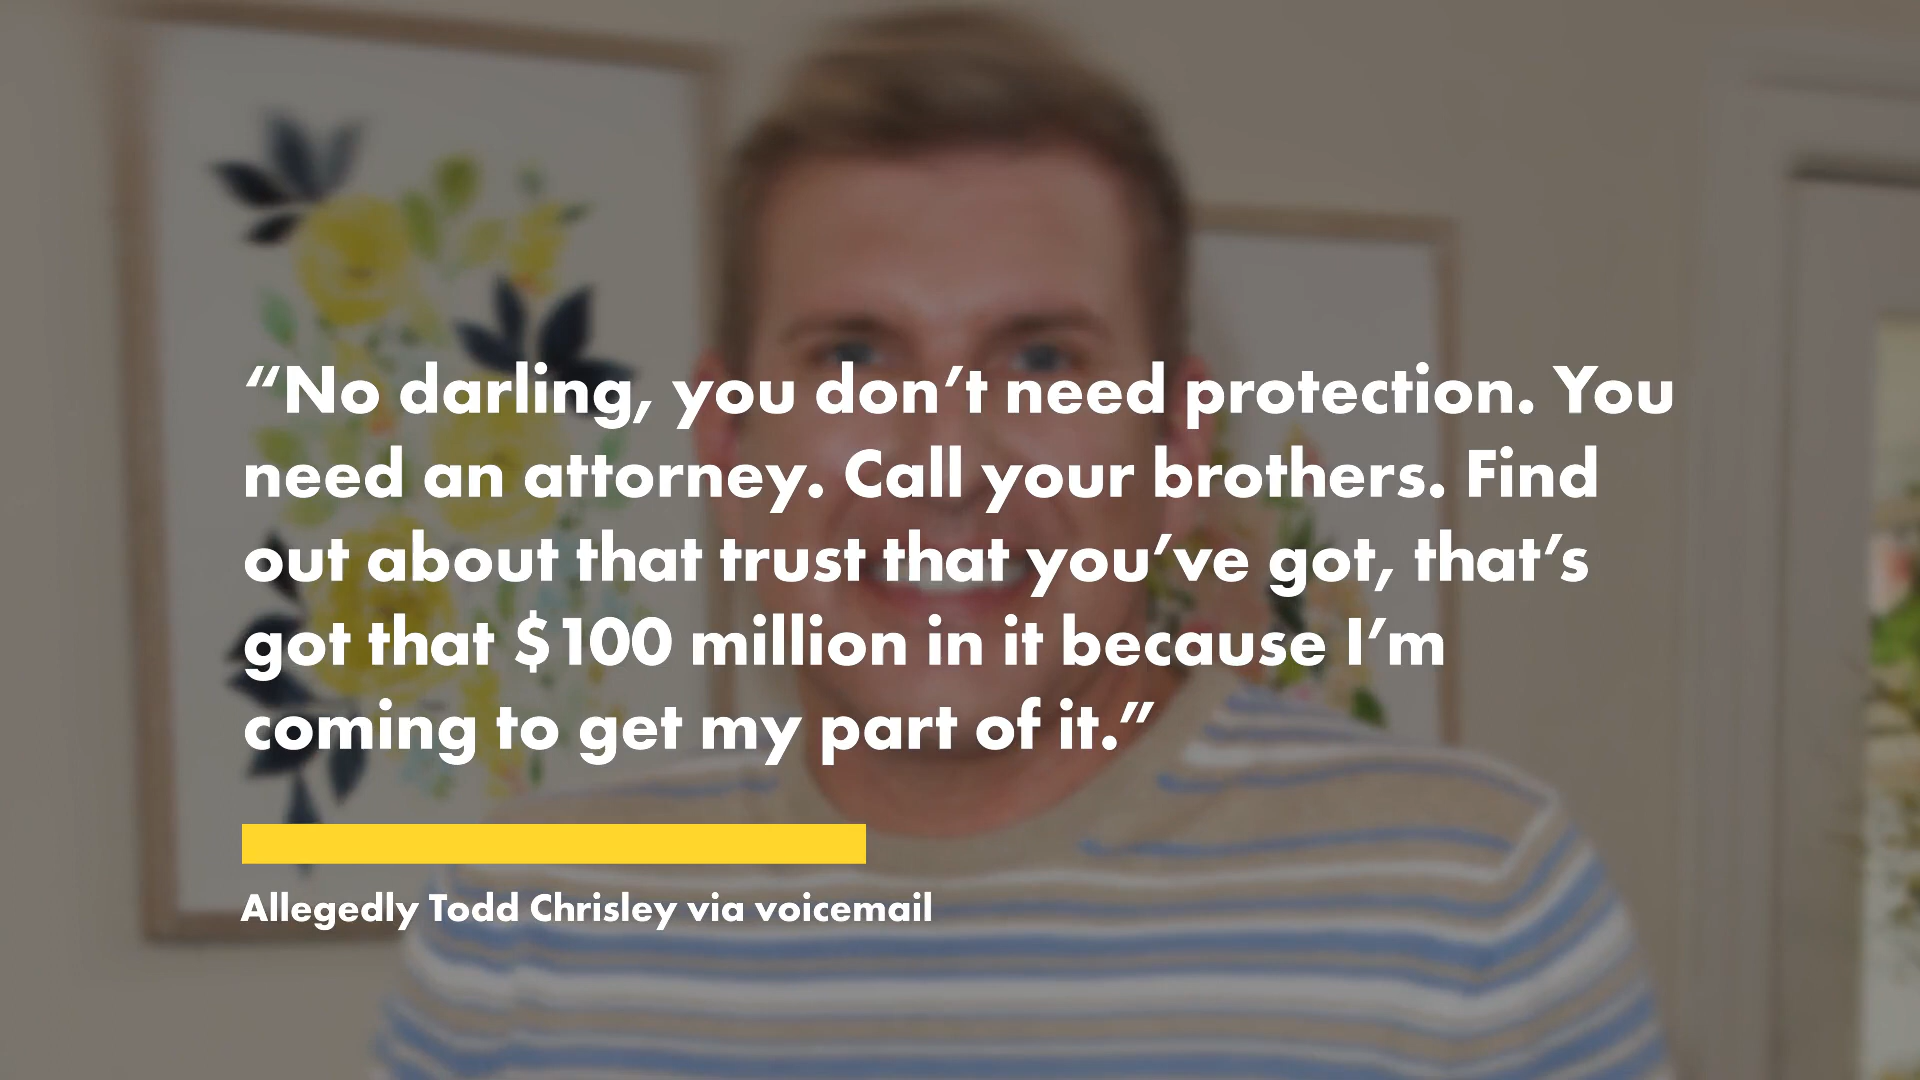 “No darling, you don’t need protection. You
need an attorney. Call your brothers. Find
out about that trust that you’ve got, that’s
got that $100 million in it because I’m
coming to get my part of it.”
Allegedly Todd Chrisley via voicemail